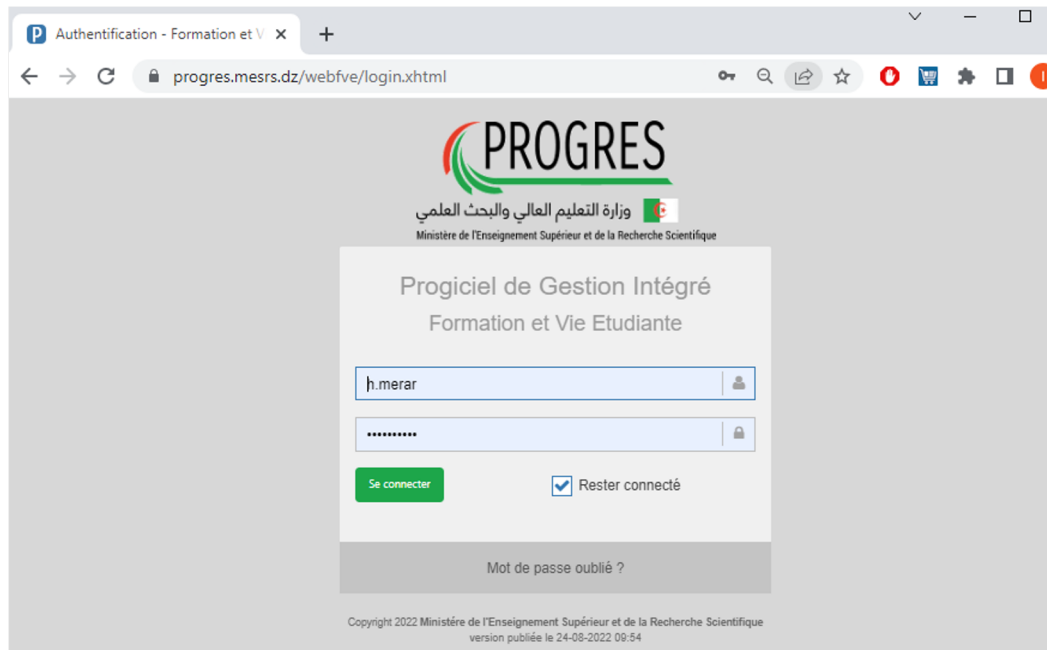 Authentification - Formation et V
progres.mesrs.dz/webfve/login.xhtml
PROGRES
وزارة التعليم العالي والبحث العلمي
Ministère de l'Enseignement Supérieur et de la Recherche Scientifique
Progiciel de Gestion Intégré
Formation et Vie Etudiante
h.merar
••••••••••
Se connecter
Rester connecté
Mot de passe oublié ?
Copyright 2022 Ministére de l'Enseignement Supérieur et de la Recherche Scientifique
version publiée le 24-08-2022 09:54